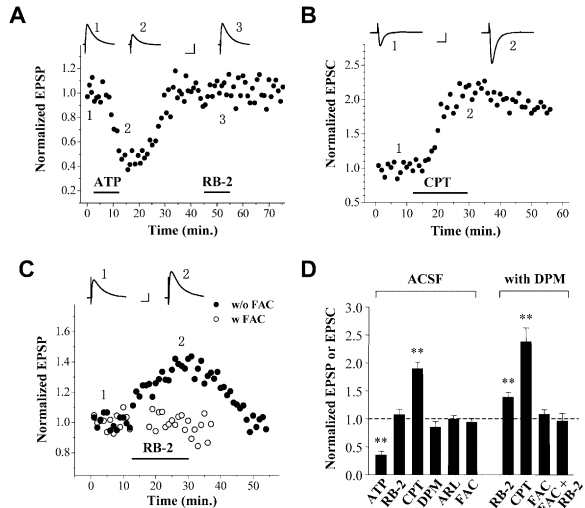 A
1
2
3
Normalized EPSP
1.2
1.0
0.8
0.6
0.4
0.2
1
2
3
ATP
RB-2
0
10
20
30
40
50
60
70
Time (min.)
B
1
2
Normalized EPSC
2.5
2.0
1.5
1.0
0.5
1
2
CPT
0
10
20
30
40
50
60
Time (min.)
C
1
2
w/o FAC
w FAC
Normalized EPSP
1.6
1.4
1.2
1.0
0.8
1
2
RB-2
0
10
20
30
40
50
Time (min.)
D
ACSF
with DPM
Normalized EPSP or EPSC
3.0
2.5
2.0
1.5
1.0
0.5
0.0
**
**
**
**
ATP
RB-2
CPT
DPM
ARL
FAC
RB-2
CPT
FAC
FAC+
RB-2